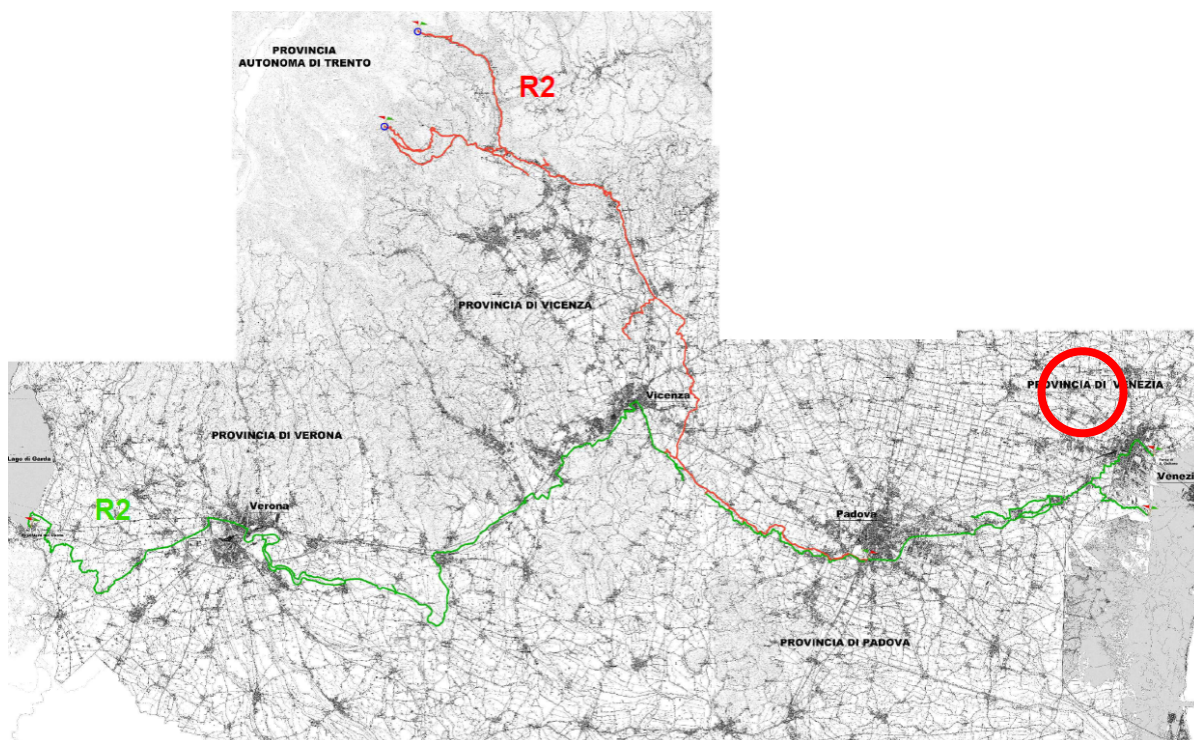 PROVINCIA
AUTONOMA DI TRENTO
R2
PROVINCIA DI VICENZA
PROVINCIA DI VENEZIA
Vicenza
PROVINCIA DI VERONA
Lago di Garda
Venezi
R2
Verona
Padova
PROVINCIA DI PADOVA